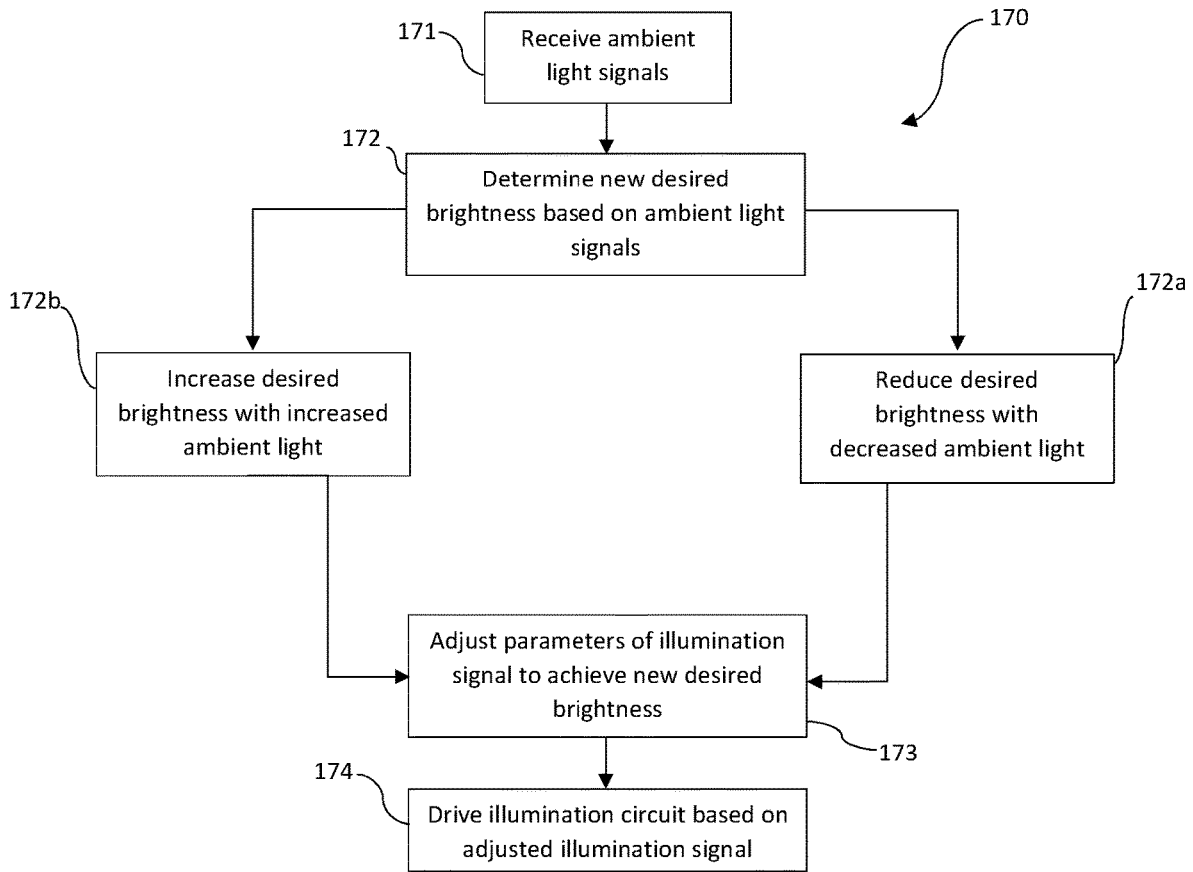 171
Receive ambient
light signals
170
172
Determine new desired
brightness based on ambient light
signals
172b
Increase desired
brightness with increased
ambient light
172a
Reduce desired
brightness with
decreased ambient light
Adjust parameters of illumination
signal to achieve new desired
brightness
173
174
Drive illumination circuit based on
adjusted illumination signal